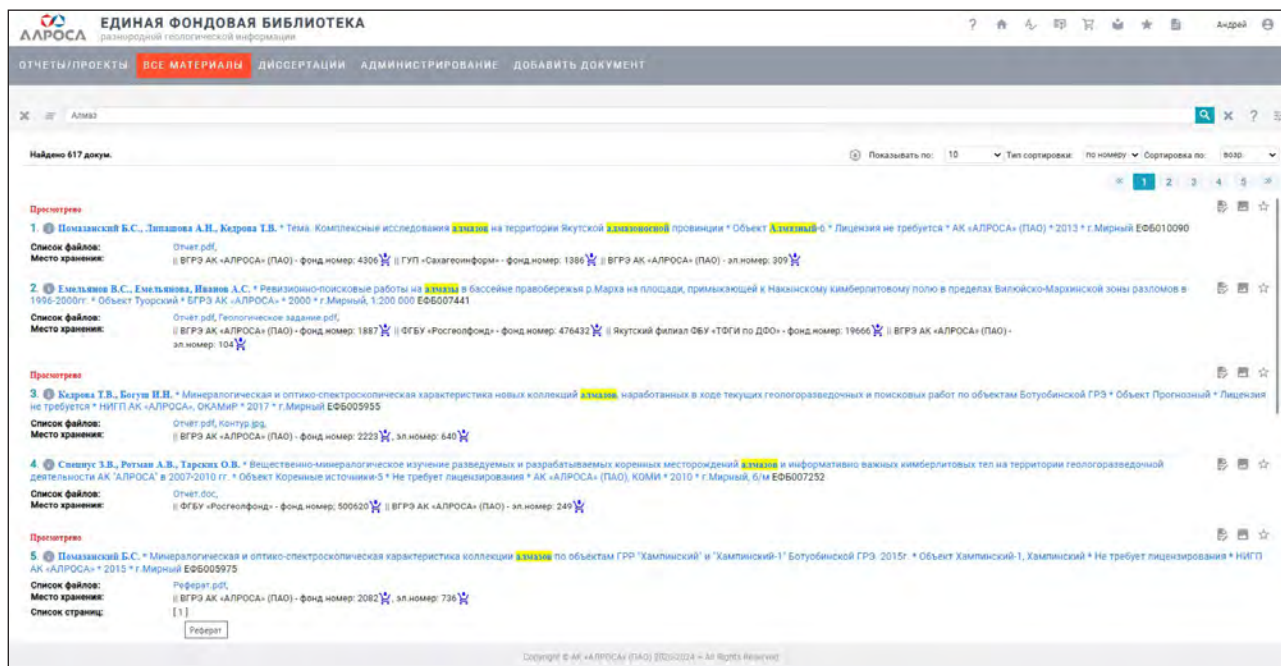 АЛРОСА
ЕДИНАЯ ФОНДОВАЯ БИБЛИОТЕКА
разнородной геологической информации
Андрей
ОТЧЕТЫ/ПРОЕКТЫ ВСЕ МАТЕРИАЛЫ ДИССЕРТАЦИИ АДМИНИСТРИРОВАНИЕ ДОБАВИТЬ ДОКУМЕНТ
Алмаз
Найдено 617 докум. Показывать по: 10 Тип сортировки: по номеру Сортировка по: возр.
« 1 2 3 4 5 »
Просмотрено
1. Помазанский Б.С., Липашова А.Н., Кедрова Т.В. * Тема. Комплексные исследования алмазов на территории Якутской алмазоносной провинции * Объект Алмазный-6 * Лицензия не требуется * АК «АЛРОСА» (ПАО) * 2013 * г.Мирный ЕФБ010090
Список файлов: Отчет.pdf,
Место хранения: || ВГРЭ АК «АЛРОСА» (ПАО) - фонд.номер: 4306 || ГУП «Сахагеоинформ» - фонд.номер: 1386 || ВГРЭ АК «АЛРОСА» (ПАО) - эл.номер: 309
2. Емельянов В.С., Емельянова, Иванов А.С. * Ревизионно-поисковые работы на алмазы в бассейне правобережья р.Марха на площади, примыкающей к Накынскому кимберлитовому полю в пределах Вилюйско-Мархинской зоны разломов в
1996-2000гг. * Объект Туорский * БГРЭ АК «АЛРОСА» * 2000 * г.Мирный, 1:200 000 ЕФБ007441
Список файлов: Отчет.pdf, Геологическое задание.pdf,
Место хранения: || ВГРЭ АК «АЛРОСА» (ПАО) - фонд.номер: 1887 || ФГБУ «Росгеолфонд» - фонд.номер: 476432 || Якутский филиал ФБУ «ТФГИ по ДФО» - фонд.номер: 19666 || ВГРЭ АК «АЛРОСА» (ПАО) -
эл.номер: 104
Просмотрено
3. Кедрова Т.В., Богуш И.Н. * Минералогическая и оптико-спектроскопическая характеристика новых коллекций алмазов, наработанных в ходе текущих геологоразведочных и поисковых работ по объектам Ботуобинской ГРЭ * Объект Прогнозный * Лицензия
не требуется * НИГП АК «АЛРОСА», ОКАМиР * 2017 * г.Мирный ЕФБ005955
Список файлов: Отчет.pdf, Контур.jpg,
Место хранения: || ВГРЭ АК «АЛРОСА» (ПАО) - фонд.номер: 2223, эл.номер: 640
4. Специус З.В., Ротман А.В., Тарских О.В. * Вещественно-минералогическое изучение разведуемых и разрабатываемых коренных месторождений алмазов и информативно важных кимберлитовых тел на территории геологоразведочной
деятельности АК "АЛРОСА" в 2007-2010 гг. * Объект Коренные источники-5 * Не требует лицензирования * АК «АЛРОСА» (ПАО), КОМИ * 2010 * г.Мирный, б/м ЕФБ007252
Список файлов: Отчет.doc,
Место хранения: || ФГБУ «Росгеолфонд» - фонд.номер: 500620 || ВГРЭ АК «АЛРОСА» (ПАО) - эл.номер: 249
Просмотрено
5. Помазанский Б.С. * Минералогическая и оптико-спектроскопическая характеристика коллекции алмазов по объектам ГРР "Хампинский" и "Хампинский-1" Ботуобинской ГРЭ. 2015г. * Объект Хампинский-1, Хампинский * Не требует лицензирования * НИГП
АК «АЛРОСА» * 2015 * г.Мирный ЕФБ005975
Список файлов: Реферат.pdf,
Место хранения: || ВГРЭ АК «АЛРОСА» (ПАО) - фонд.номер: 2082, эл.номер: 736
Список страниц: [ 1 ]
Реферат
Copyright © АК «АЛРОСА» (ПАО) 2020-2024 – All Rights Reserved